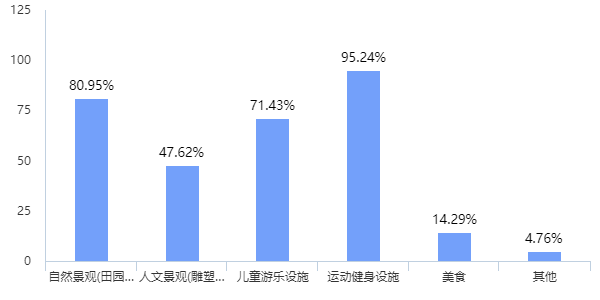 125
100
75
50
25
0
80.95%
47.62%
71.43%
95.24%
14.29%
4.76%
自然景观(田园...
人文景观(雕塑...
儿童游乐设施
运动健身设施
美食
其他